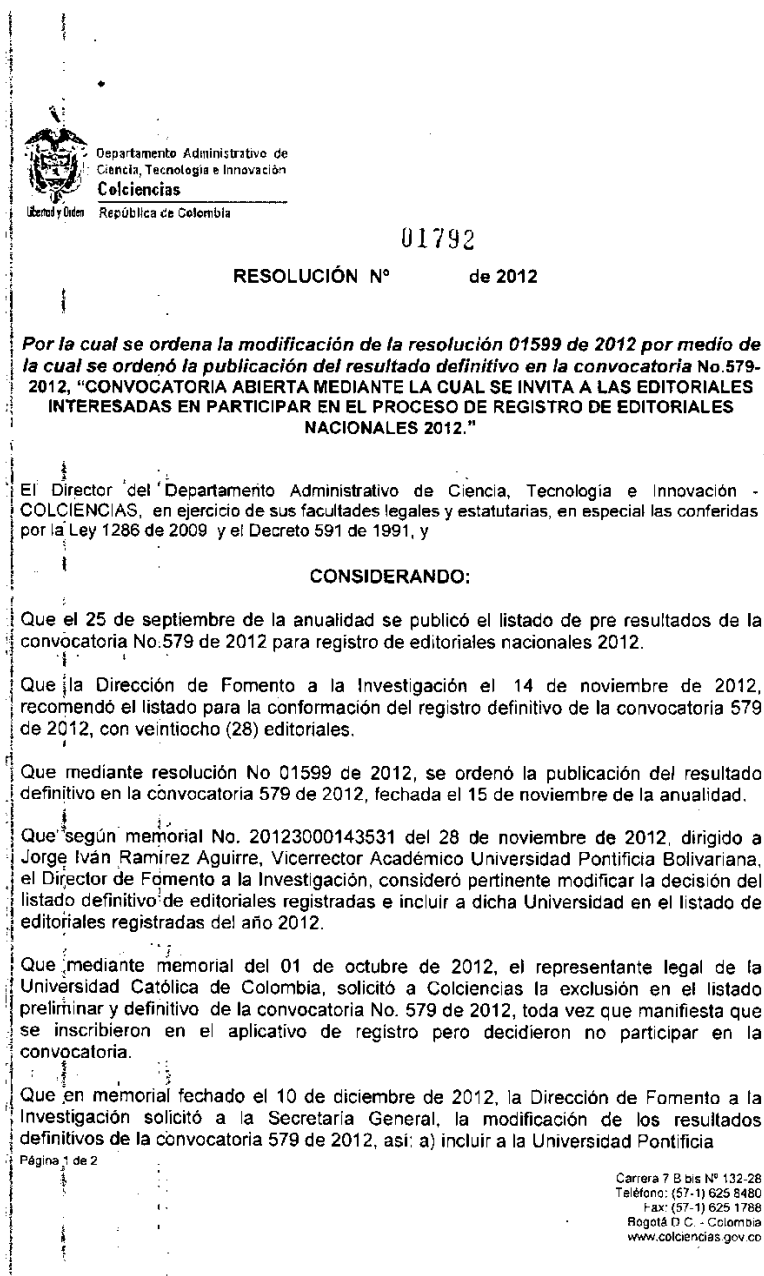 Departamento Administrativo de
Ciencia, Tecnología e Innovación
Colciencias
Libertad y Orden
República de Colombia
01792
RESOLUCIÓN Nº de 2012
Por la cual se ordena la modificación de la resolución 01599 de 2012 por medio de
la cual se ordenó la publicación del resultado definitivo en la convocatoria No.579-
2012, “CONVOCATORIA ABIERTA MEDIANTE LA CUAL SE INVITA A LAS EDITORIALES
INTERESADAS EN PARTICIPAR EN EL PROCESO DE REGISTRO DE EDITORIALES
NACIONALES 2012.”
El Director del Departamento Administrativo de Ciencia, Tecnología e Innovación -
COLCIENCIAS, en ejercicio de sus facultades legales y estatutarias, en especial las conferidas
por la Ley 1286 de 2009 y el Decreto 591 de 1991, y
CONSIDERANDO:
Que el 25 de septiembre de la anualidad se publicó el listado de pre resultados de la
convocatoria No.579 de 2012 para registro de editoriales nacionales 2012.
Que la Dirección de Fomento a la Investigación el 14 de noviembre de 2012,
recomendó el listado para la conformación del registro definitivo de la convocatoria 579
de 2012, con veintiocho (28) editoriales.
Que mediante resolución No 01599 de 2012, se ordenó la publicación del resultado
definitivo en la convocatoria 579 de 2012, fechada el 15 de noviembre de la anualidad.
Que según memorial No. 20123000143531 del 28 de noviembre de 2012, dirigido a
Jorge Iván Ramírez Aguirre, Vicerrector Académico Universidad Pontificia Bolivariana,
el Director de Fomento a la Investigación, consideró pertinente modificar la decisión del
listado definitivo de editoriales registradas e incluir a dicha Universidad en el listado de
editoriales registradas del año 2012.
Que mediante memorial del 01 de octubre de 2012, el representante legal de la
Universidad Católica de Colombia, solicitó a Colciencias la exclusión en el listado
preliminar y definitivo de la convocatoria No. 579 de 2012, toda vez que manifiesta que
se inscribieron en el aplicativo de registro pero decidieron no participar en la
convocatoria.
Que en memorial fechado el 10 de diciembre de 2012, la Dirección de Fomento a la
Investigación solicitó a la Secretaría General, la modificación de los resultados
definitivos de la convocatoria 579 de 2012, asi: a) incluir a la Universidad Pontificia
Página 1 de 2
Carrera 7 B bis Nº 132-28
Teléfono: (57-1) 625 8480
Fax: (57-1) 625 1788
Bogotá D.C. - Colombia
www.colciencias.gov.co